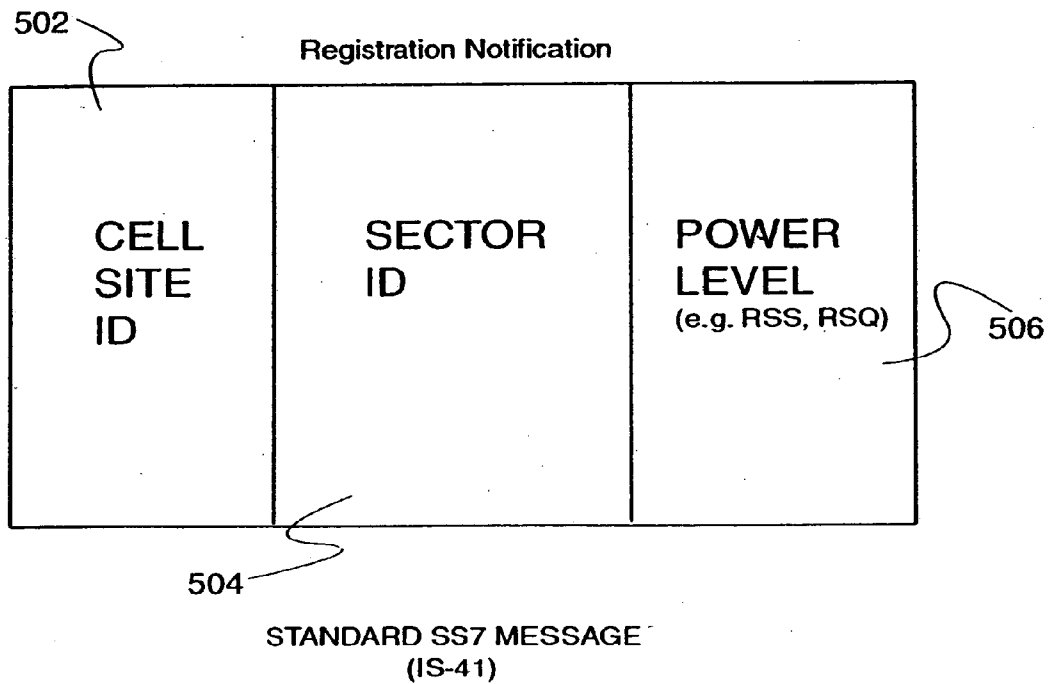 502
Registration Notification
CELL
SITE
ID
SECTOR
ID
POWER
LEVEL
(e.g. RSS, RSQ)
506
504
STANDARD SS7 MESSAGE
(IS-41)